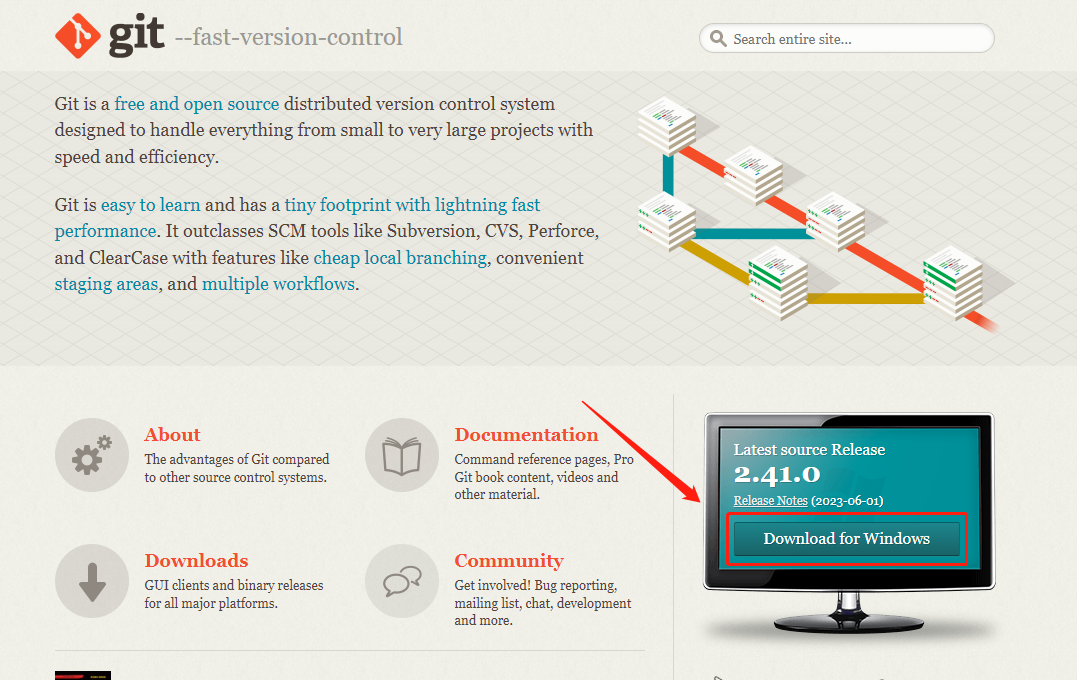 git --fast-version-control
Search entire site...
Git is a free and open source distributed version control system
designed to handle everything from small to very large projects with
speed and efficiency.
Git is easy to learn and has a tiny footprint with lightning fast
performance. It outclasses SCM tools like Subversion, CVS, Perforce,
and ClearCase with features like cheap local branching, convenient
staging areas, and multiple workflows.
About
The advantages of Git compared
to other source control systems.
Documentation
Command reference pages, Pro
Git book content, videos and
other material.
Downloads
GUI clients and binary releases
for all major platforms.
Community
Get involved! Bug reporting,
mailing list, chat, development
and more.
Latest source Release
2.41.0
Release Notes (2023-06-01)
Download for Windows